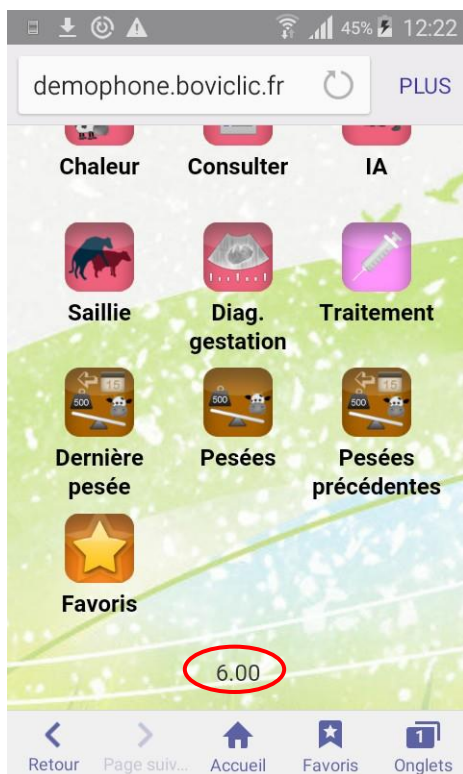 45% 12:22
demophone.boviclic.fr PLUS
Chaleur Consulter IA
Saillie Diag. gestation Traitement
15 15
500 500 500
Dernière pesée Pesées Pesées précédentes
Favoris
6.00
Retour Page suiv... Accueil Favoris Onglets
1